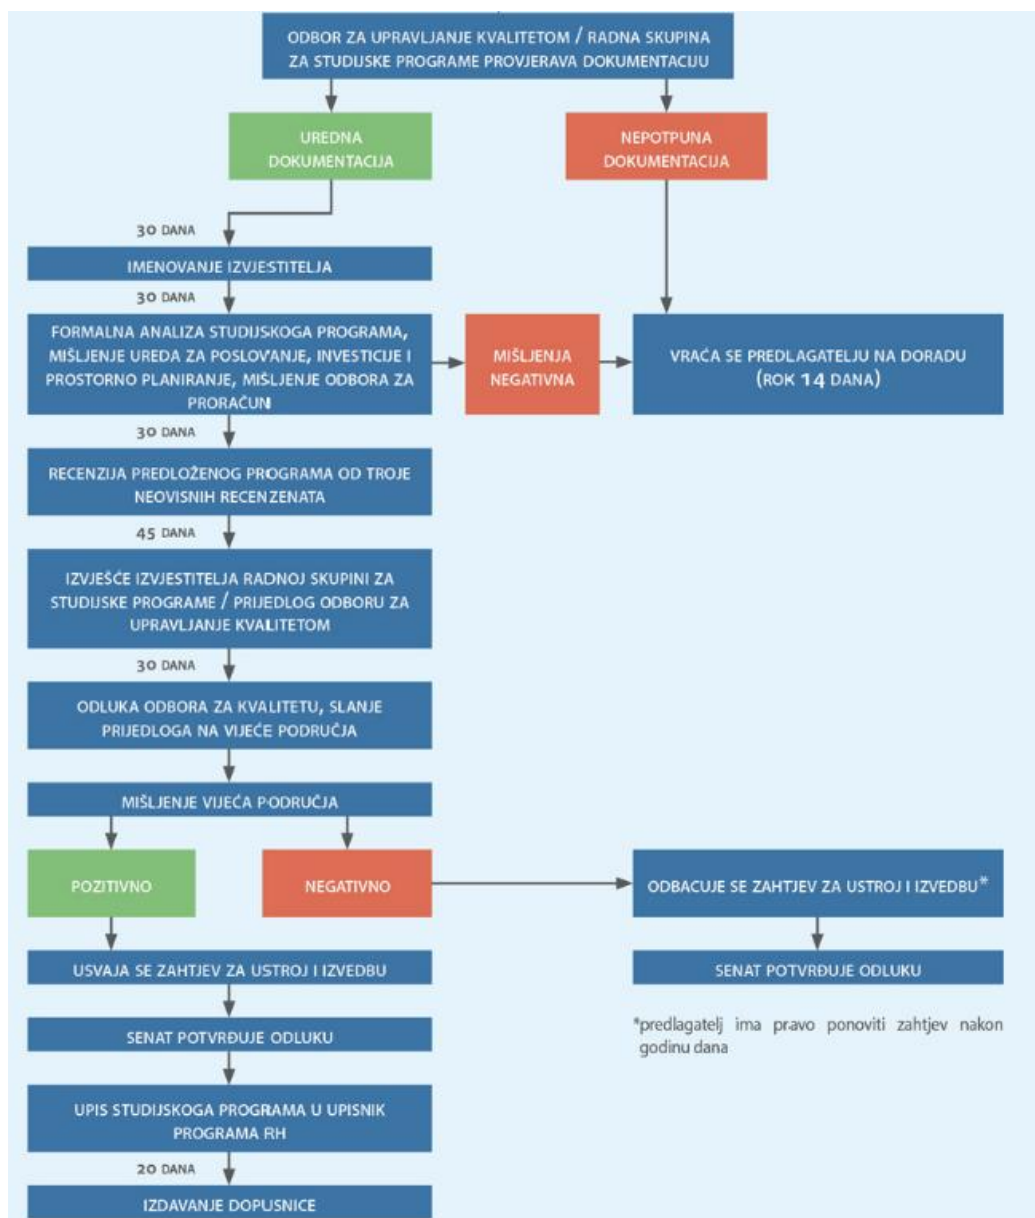 ODBOR ZA UPRAVLJANJE KVALITETOM / RADNA SKUPINA
ZA STUDIJSKE PROGRAME PROVJERAVA DOKUMENTACIJU
UREDNA
DOKUMENTACIJA
NEPOTPUNA
DOKUMENTACIJA
30 DANA
IMENOVANJE IZVJESTITELJA
30 DANA
FORMALNA ANALIZA STUDIJSKOGA PROGRAMA,
MIŠLJENJE UREDA ZA POSLOVANJE, INVESTICIJE I
PROSTORNO PLANIRANJE, MIŠLJENJE ODBORA ZA
PRORAČUN
MIŠLJENJA
NEGATIVNA
VRAĆA SE PREDLAGATELJU NA DORADU
(ROK 14 DANA)
30 DANA
RECENZIJA PREDLOŽENOG PROGRAMA OD TROJE
NEOVISNIH RECENZENATA
45 DANA
IZVJEŠĆE IZVJESTITELJA RADNOJ SKUPINI ZA
STUDIJSKE PROGRAME / PRIJEDLOG ODBORU ZA
UPRAVLJANJE KVALITETOM
30 DANA
ODLUKA ODBORA ZA KVALITETU, SLANJE
PRIJEDLOGA NA VIJEĆE PODRUČJA
MIŠLJENJE VIJEĆA PODRUČJA
POZITIVNO
NEGATIVNO
ODBACUJE SE ZAHTJEV ZA USTROJ I IZVEDBU*
USVAJA SE ZAHTJEV ZA USTROJ I IZVEDBU
SENAT POTVRĐUJE ODLUKU
SENAT POTVRĐUJE ODLUKU
*predlagatelj ima pravo ponoviti zahtjev nakon
godinu dana
UPIS STUDIJSKOGA PROGRAMA U UPISNIK
PROGRAMA RH
20 DANA
IZDAVANJE DOPUSNICE